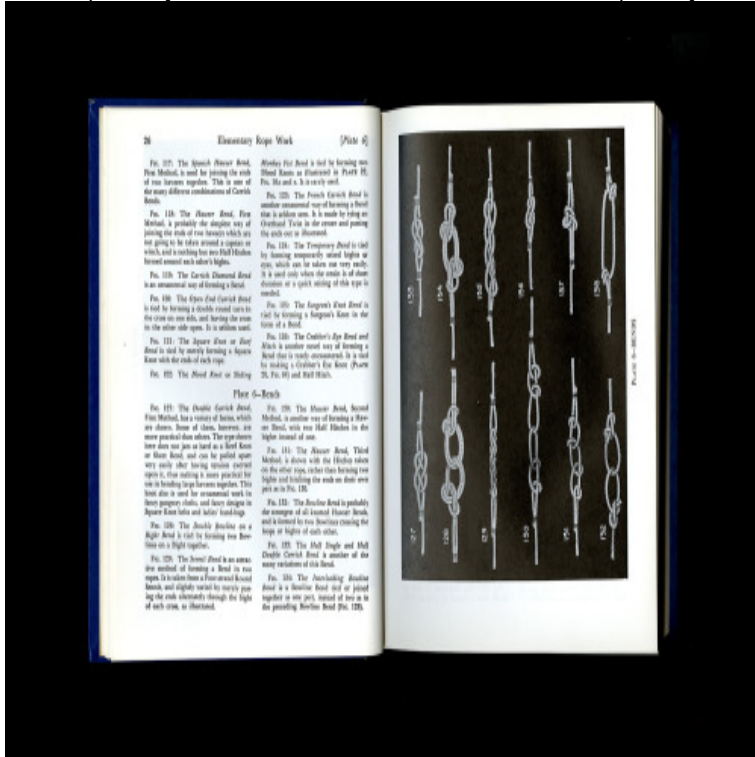 26 Elementary Rope Work [Plate 6]
FIG. 117: The Spanish Hawser Bend,
First Method, is used for joining the ends
of two hawsers together. This is one of
the many different combinations of Carrick
Bends.
FIG. 118: The Hawser Bend, First
Method, is probably the simplest way of
joining the ends of two hawsers which are
not going to be taken around a capstan or
winch, and is nothing but two Half Hitches
formed around each other's bights.
FIG. 119: The Carrick Diamond Bend
is an ornamental way of forming a Bend.
FIG. 120: The Open End Carrick Bend
is tied by forming a double round turn in
the cross on one side, and leaving the cross
in the other side open. It is seldom used.
FIG. 121: The Square Knot or Reef
Bend is tied by merely forming a Square
Knot with the ends of each rope.
FIG. 122: The Blood Knot or Sliding
Monkey Fist Bend is tied by forming two
Blood Knots as illustrated in PLATE
It is rarely used.
FIG. 123: The French Carrick Bend is
another ornamental way of forming a Bend
that is seldom seen. It is made by tying an
Overhand Twist in the center and passing
the ends out as illustrated.
FIG. 124: The Temporary Bend is tied
by forming temporarily seized bights or
eyes, which can be taken out very easily.
It is used only when the strain is of short
duration or a quick seizing of this type is
needed.
FIG. 125: The Surgeon's Knot Bend is
tied by forming a Surgeon's Knot in the
form of a Bend.
FIG. 126: The Grabber's Eye Bend and
Hitch is another novel way of forming a
Bend that is rarely encountered. It is tied
by making a Grabber's Eye Knot (PLATE
and Half Hitch.
Plate 6—Bends
FIG. 127: The Double Carrick Bend,
First Method, has a variety of forms, which
are shown. Some of them, however, are
more practical than others. The type shown
here does not jam as hard as a Reef Knot
or Sheet Bend, and can be pulled apart
very easily after having tension exerted
upon it, thus making it more practical for
use in bending large hawsers together. This
knot also is used for ornamental work in
fancy gangway cloths, and fancy designs in
Square Knot belts and ladies' handbags.
FIG. 128: The Double Bowline on a
Bight Bend is tied by forming two Bow-
lines on a Bight together.
FIG. 129: The Sennit Bend is an attrac-
tive method of forming a Bend in two
ropes. It is taken from a Four-strand Round
Sennit, and slightly varied by merely pass-
ing the ends alternately through the bight
of each cross, as illustrated.
FIG. 130: The Hawser Bend, Second
Method, is another way of forming a Haw-
ser Bend, with two Half Hitches in the
bights instead of one.
FIG. 131: The Hawser Bend, Third
Method, is shown with the Hitches taken
on the other rope, rather than forming two
bights and hitching the ends on their own
part as in FIG. 130.
FIG. 132: The Bowline Bend is probably
the strongest of all knotted Hawser Bends,
and is formed by two Bowlines crossing the
loops or bights of each other.
FIG. 133: The Half Single and Half
Double Carrick Bend is another of the
many variations of this Bend.
FIG. 134: The Interlocking Bowline
Bend is a Bowline Bend tied or joined
together as one part, instead of two as in
the preceding Bowline Bend (FIG. 128).
133
134
135
136
137
138
127
128
129
130
131
132
PLATE 6—BENDS